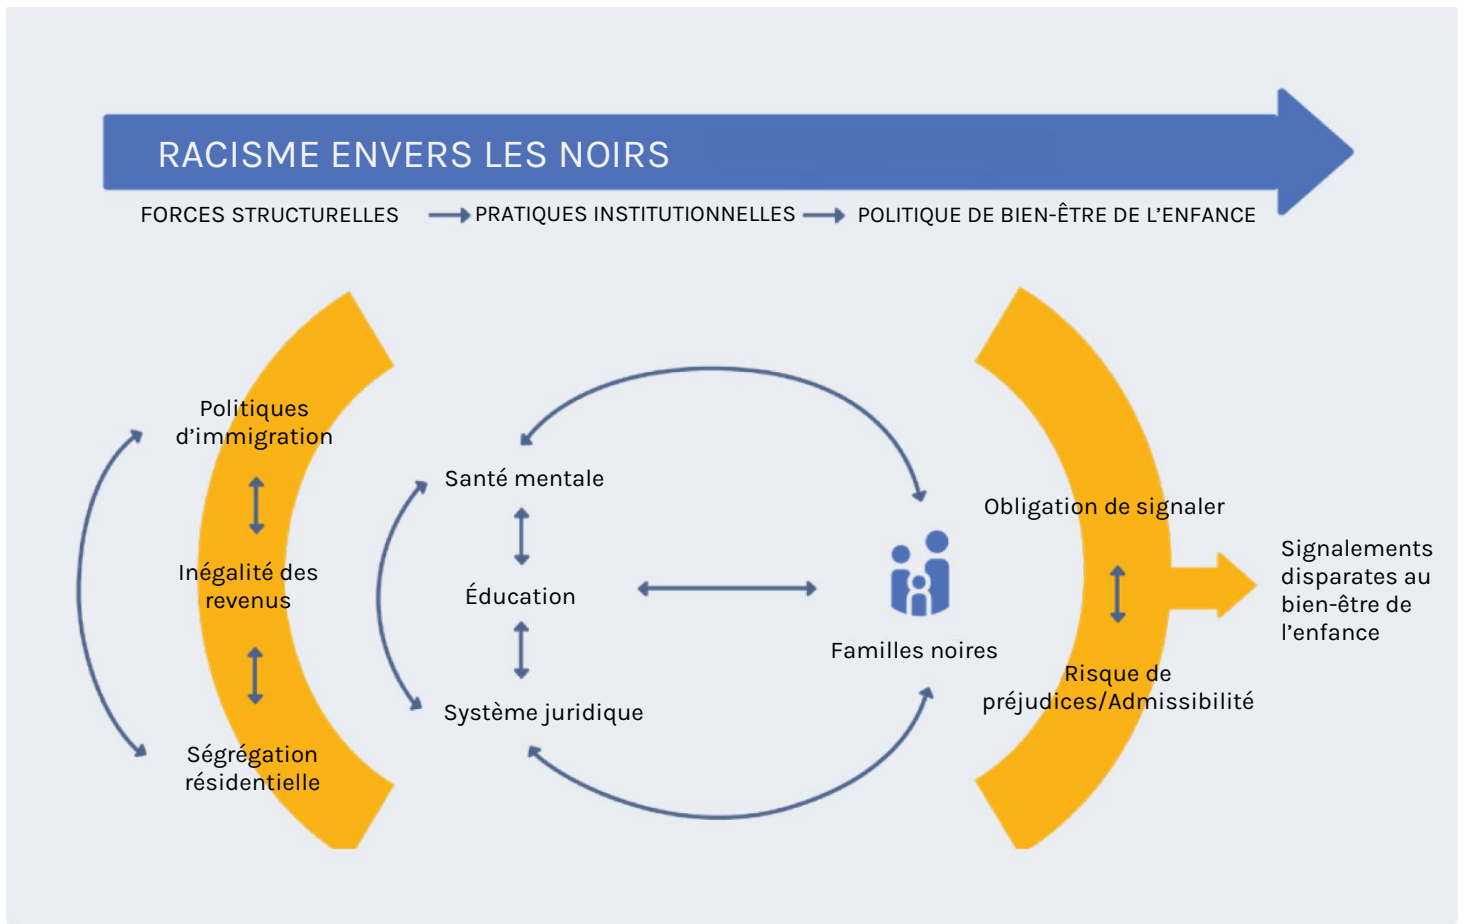 RACISME ENVERS LES NOIRS
FORCES STRUCTURELLES
PRATIQUES INSTITUTIONNELLES
POLITIQUE DE BIEN-ÊTRE DE L’ENFANCE
Politiques
d’immigration
Inégalité des
revenus
Ségrégation
résidentielle
Santé mentale
Éducation
Système juridique
Familles noires
Obligation de signaler
Risque de
préjudices/Admissibilité
Signalements
disparates au
bien-être de
l’enfance